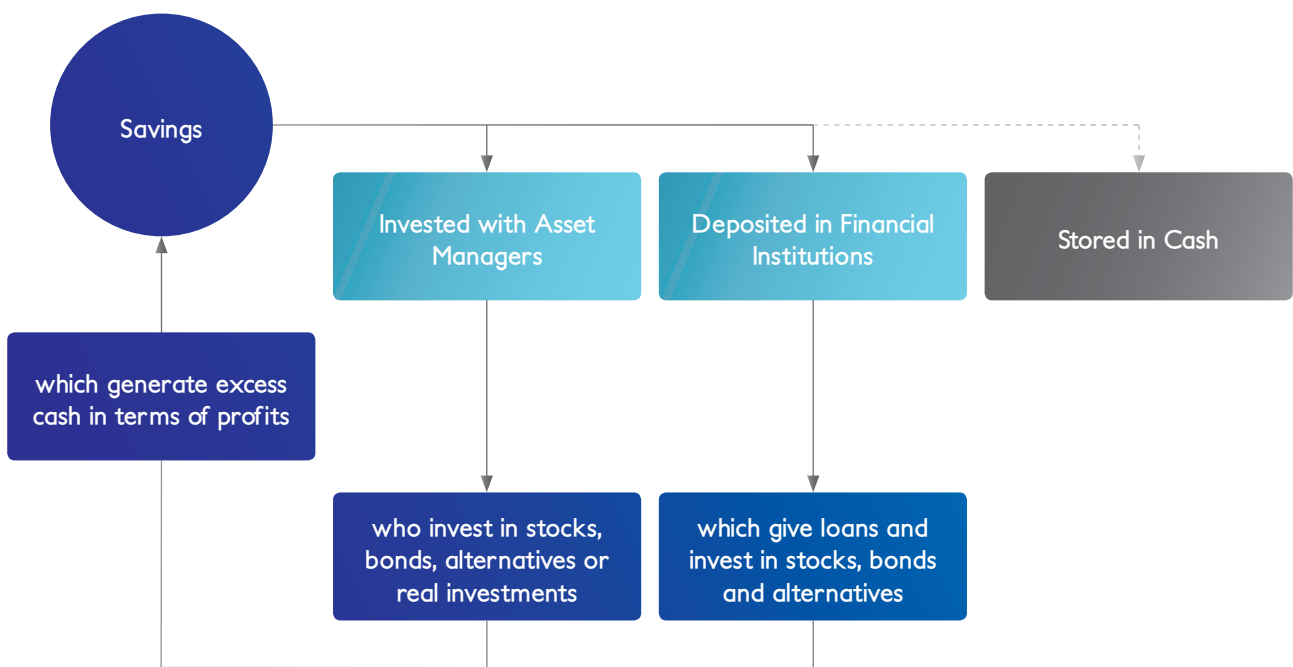 Savings
Invested with Asset
Managers
Deposited in Financial
Institutions
Stored in Cash
which generate excess
cash in terms of profits
who invest in stocks,
bonds, alternatives or
real investments
which give loans and
invest in stocks, bonds
and alternatives